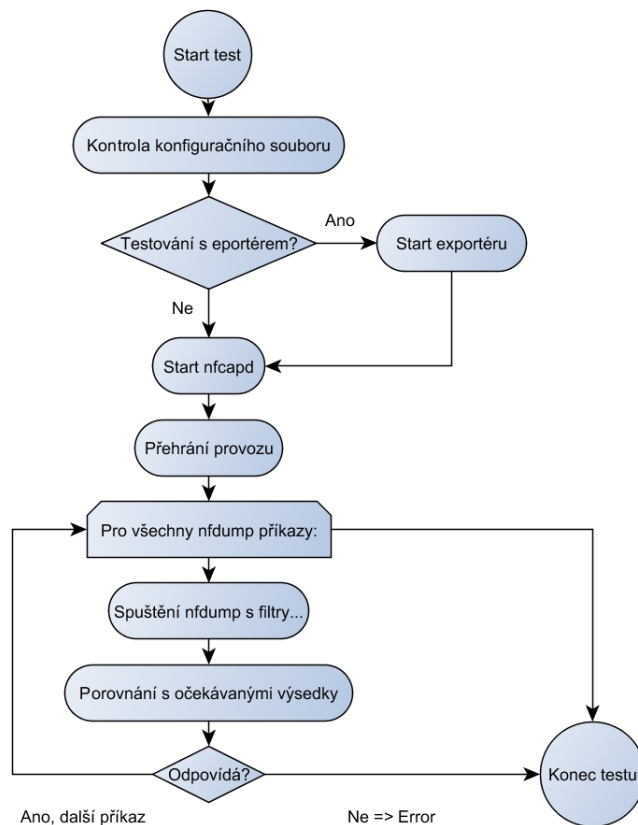 Start test
Kontrola konfiguračního souboru
Testování s eportérem?
Ano
Start exportéru
Ne
Start nfcapd
Přehrání provozu
Pro všechny nfdump příkazy:
Spuštění nfdump s filtry...
Porovnání s očekávanými výsedky
Odpovídá?
Konec testu
Ano, další příkaz
Ne => Error